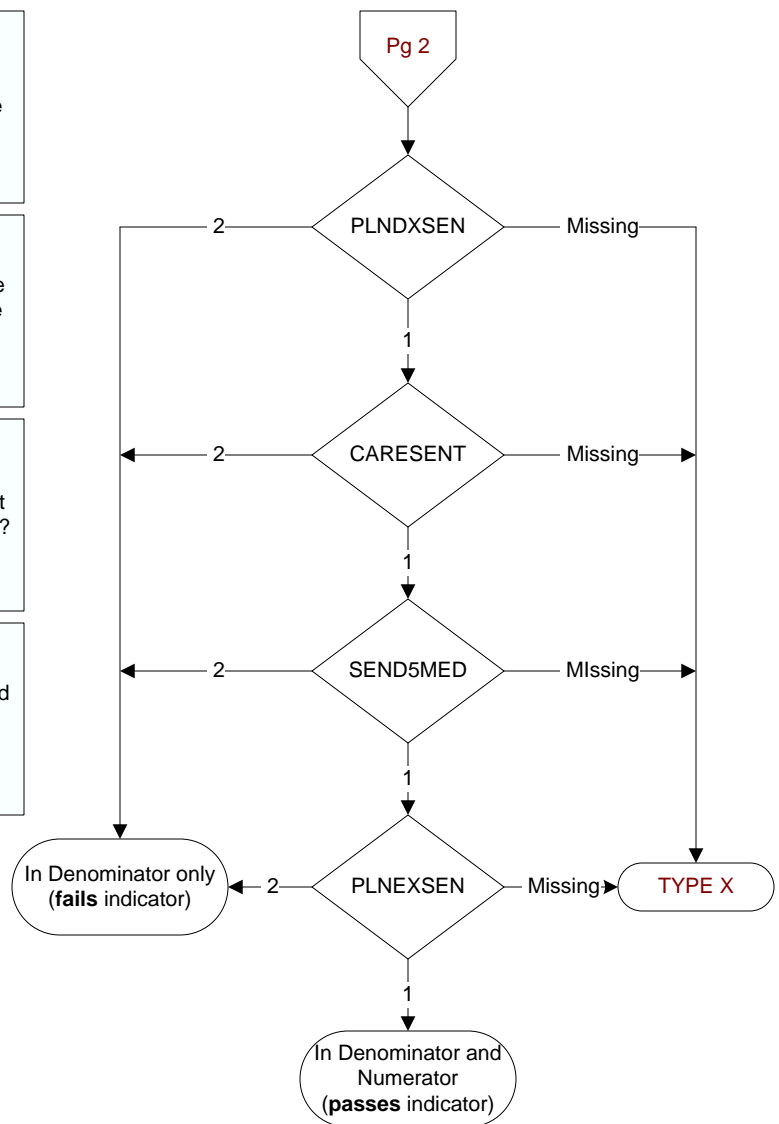 Pg 2
e
2
PLNDXSEN
Missing
e
e
1
2
CARESENT
Missing
t
?
1
2
SEND5MED
MIssing
d
1
In Denominator only
(fails indicator)
2
PLNEXSEN
Missing
TYPE X
1
In Denominator and
Numerator
(passes indicator)